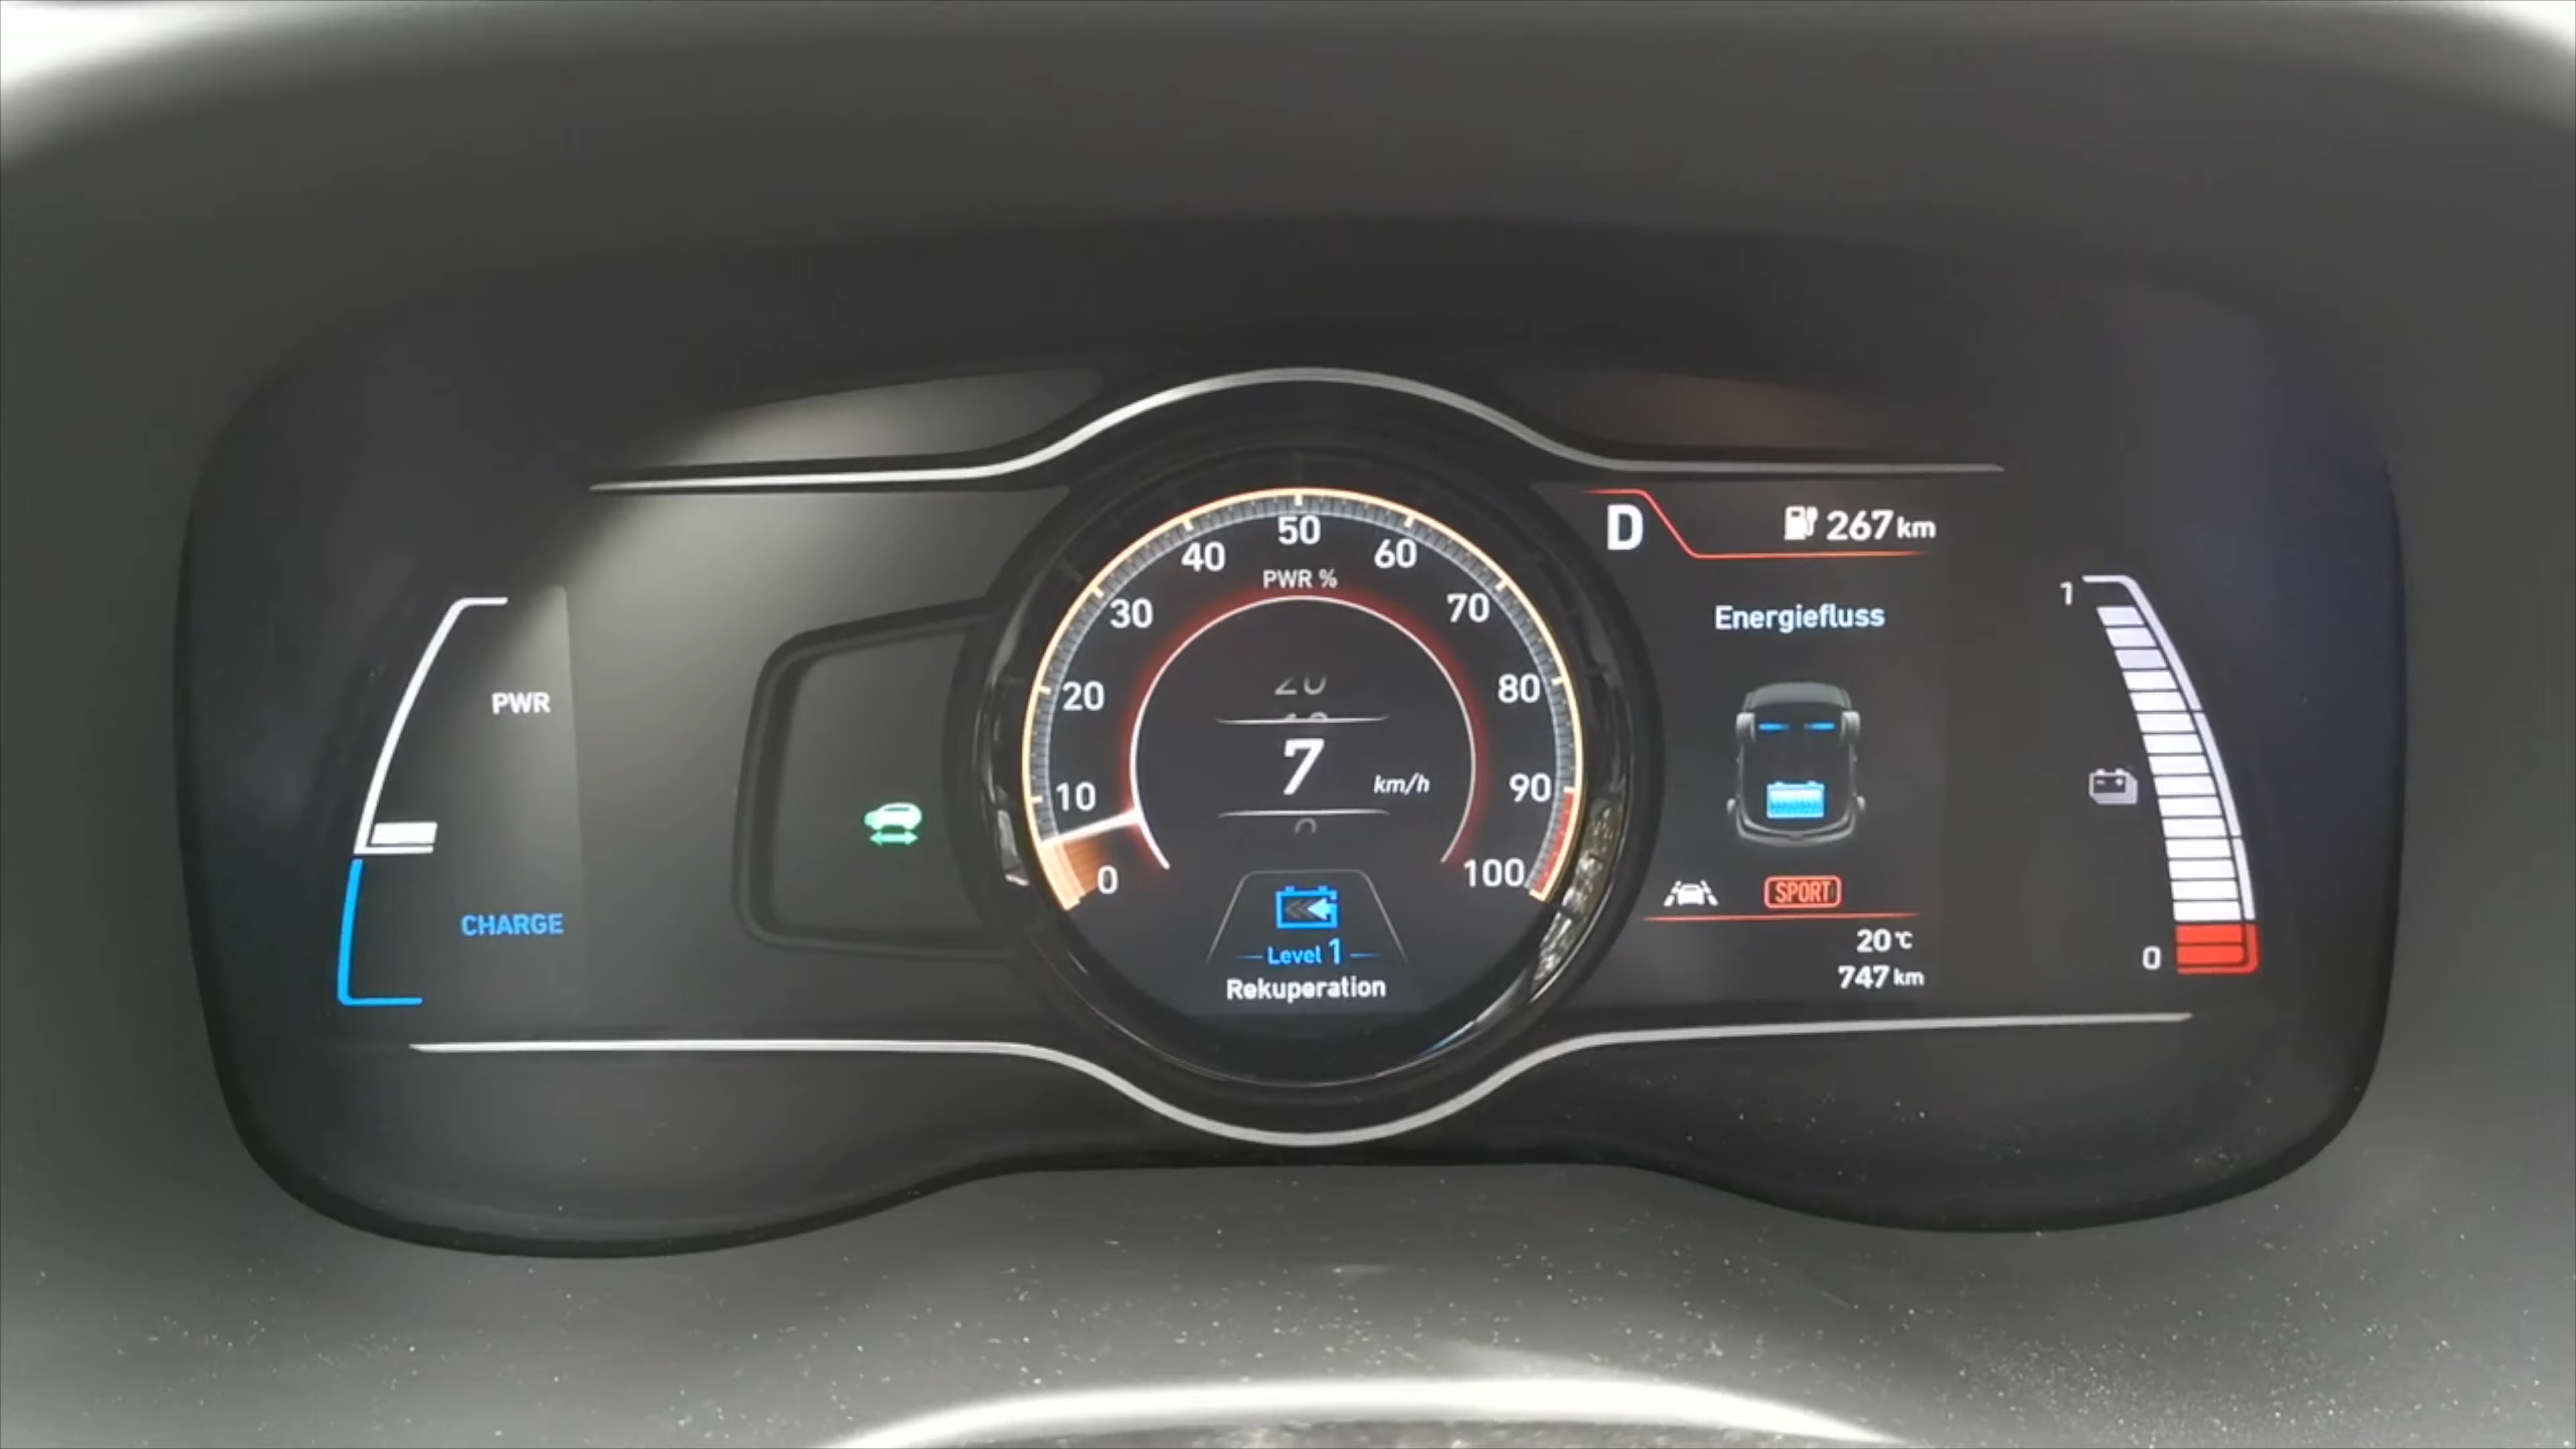 PWR
CHARGE
0
10
20
30
40
50
60
70
80
90
100
PWR %
20
7 km/h
Level 1
Rekuperation
D
267 km
Energiefluss
SPORT
20 °C
747 km
1
0